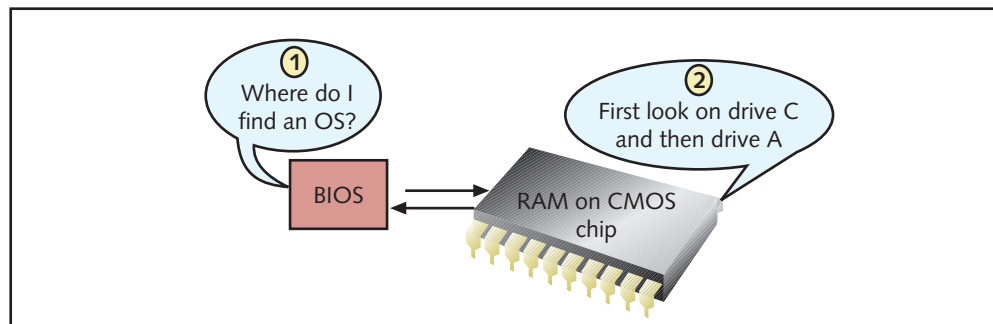 1
Where do I
find an OS?
2
First look on drive C
and then drive A
BIOS
RAM on CMOS
chip